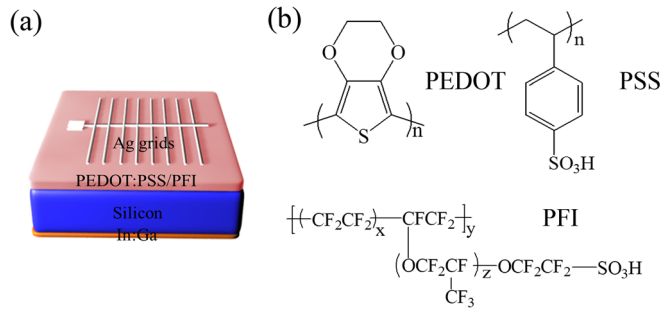 (a)
Ag grids
PEDOT:PSS/PFI
Silicon
In:Ga
(b)
O
O
S
n
PEDOT
n
SO₃H
PSS
PFI
CF₂CF₂
x
CFCF₂
y
OCF₂CF
z
OCF₂CF₂
SO₃H
CF₃